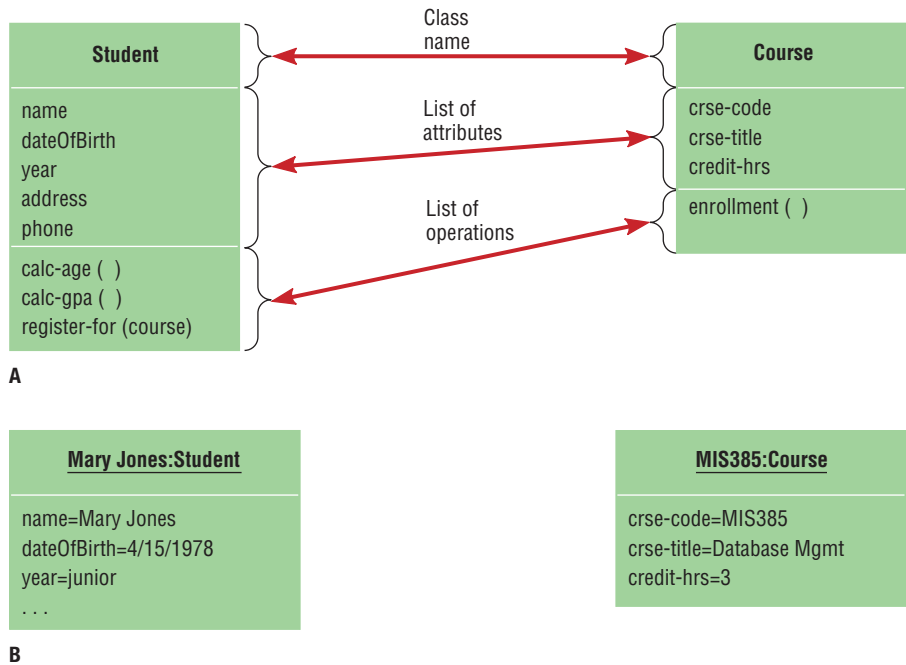 Class
name
Student
Course
name
dateOfBirth
year
address
phone
List of
attributes
crse-code
crse-title
credit-hrs
List of
operations
enrollment ( )
calc-age ( )
calc-gpa ( )
register-for (course)
A
Mary Jones:Student
name=Mary Jones
dateOfBirth=4/15/1978
year=junior
. . .
MIS385:Course
crse-code=MIS385
crse-title=Database Mgmt
credit-hrs=3
B